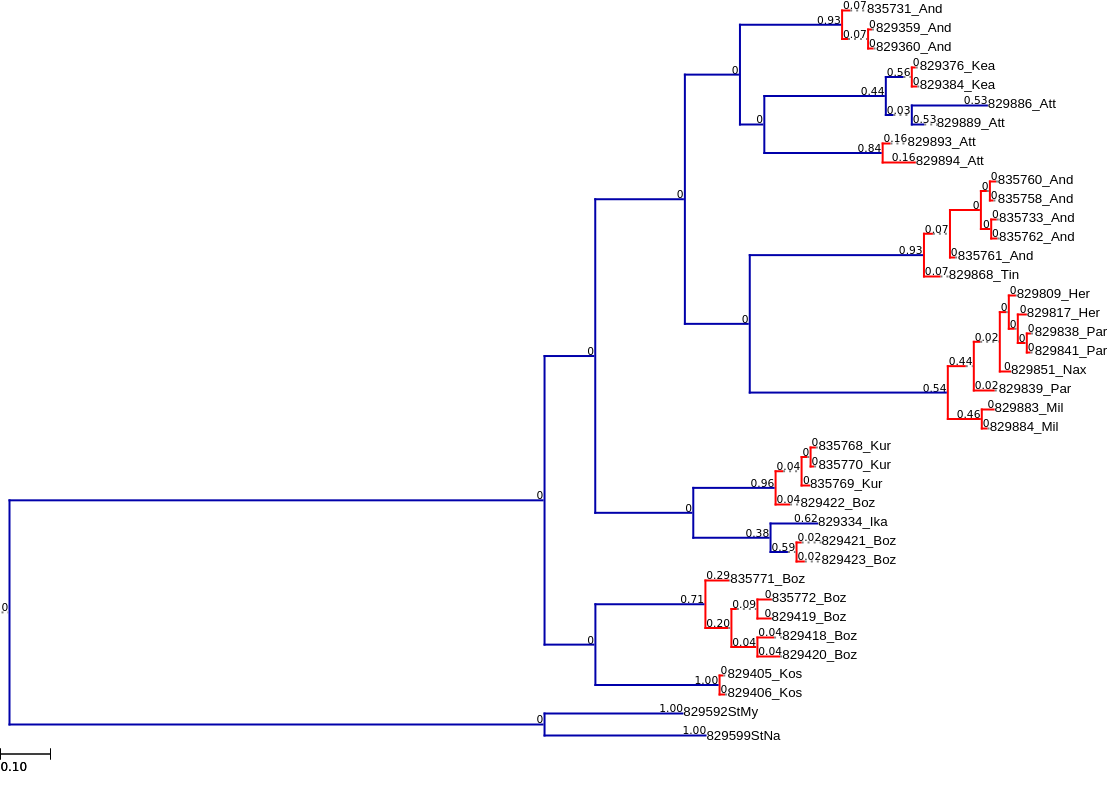 0.07 835731_And
0.93 0 829359_And
0.07 0 829360_And
0 829376_Kea
0 0.56 0 829384_Kea
0.44 0.53 829886_Att
0 0.03 0.53 829889_Att
0.16 829893_Att
0.84 0.16 829894_Att
0 835760_And
0 0 0 835758_And
0 0 835733_And
0.07 0 0 835762_And
0.93 0 835761_And
0.07 829868_Tin
0 829809_Her
0 0 829817_Her
0 0 0 829838_Par
0 0.02 0 0 829841_Par
0.44 0 829851_Nax
0.54 0.02 829839_Par
0 829883_Mil
0.46 0 829884_Mil
0 835768_Kur
0.04 0 0 835770_Kur
0.96 0 835769_Kur
0 0.04 829422_Boz
0 0.62 829334_Ika
0.38 0.02 829421_Boz
0.59 0.02 829423_Boz
0.29 835771_Boz
0.71 0 835772_Boz
0 0.09 0 829419_Boz
0.20 0.04 829418_Boz
0 0.04 0.04 829420_Boz
0 829405_Kos
1.00 0 829406_Kos
1.00 829592StMy
0 1.00 829599StNa
0.10